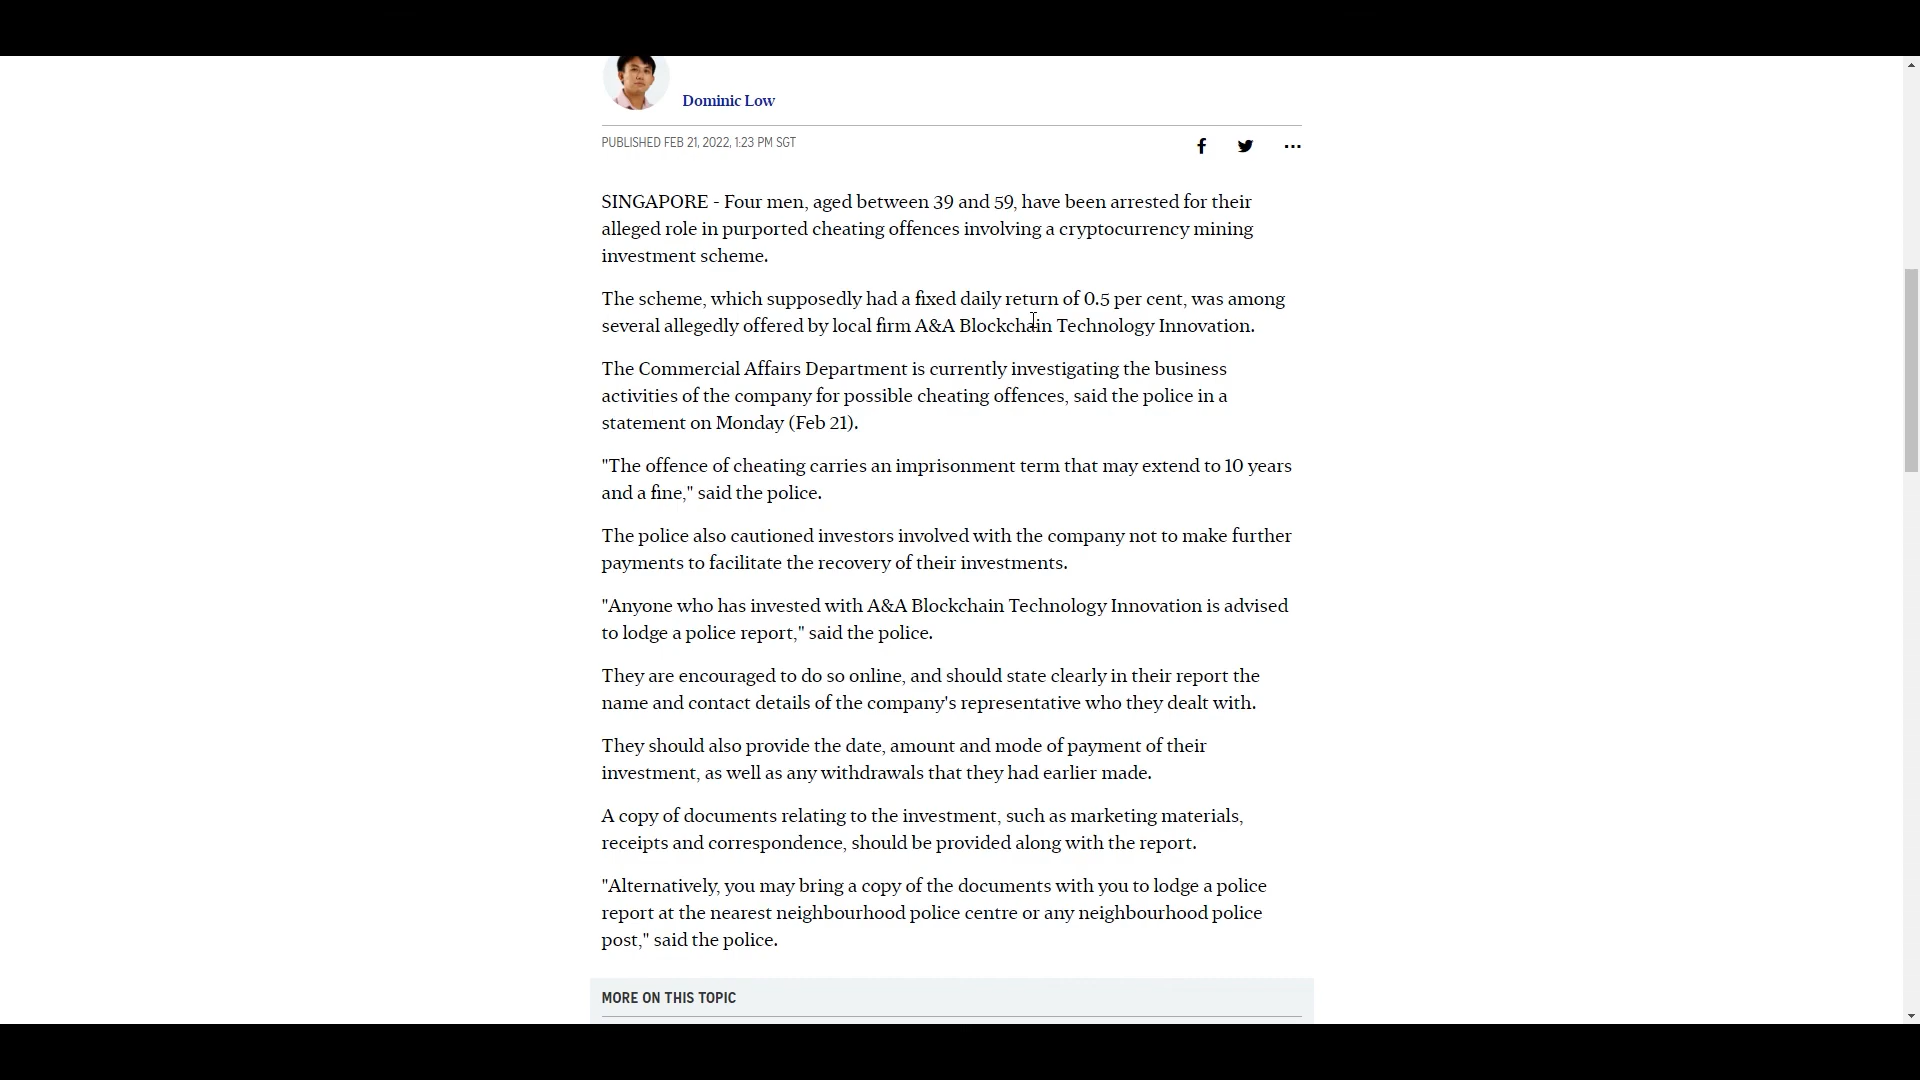 Dominic Low
PUBLISHED FEB 21, 2022, 1:23 PM SGT
SINGAPORE - Four men, aged between 39 and 59, have been arrested for their
alleged role in purported cheating offences involving a cryptocurrency mining
investment scheme.
The scheme, which supposedly had a fixed daily return of 0.5 per cent, was among
several allegedly offered by local firm A&A Blockchain Technology Innovation.
The Commercial Affairs Department is currently investigating the business
activities of the company for possible cheating offences, said the police in a
statement on Monday (Feb 21).
"The offence of cheating carries an imprisonment term that may extend to 10 years
and a fine," said the police.
The police also cautioned investors involved with the company not to make further
payments to facilitate the recovery of their investments.
"Anyone who has invested with A&A Blockchain Technology Innovation is advised
to lodge a police report," said the police.
They are encouraged to do so online, and should state clearly in their report the
name and contact details of the company's representative who they dealt with.
They should also provide the date, amount and mode of payment of their
investment, as well as any withdrawals that they had earlier made.
A copy of documents relating to the investment, such as marketing materials,
receipts and correspondence, should be provided along with the report.
"Alternatively, you may bring a copy of the documents with you to lodge a police
report at the nearest neighbourhood police centre or any neighbourhood police
post," said the police.
MORE ON THIS TOPIC